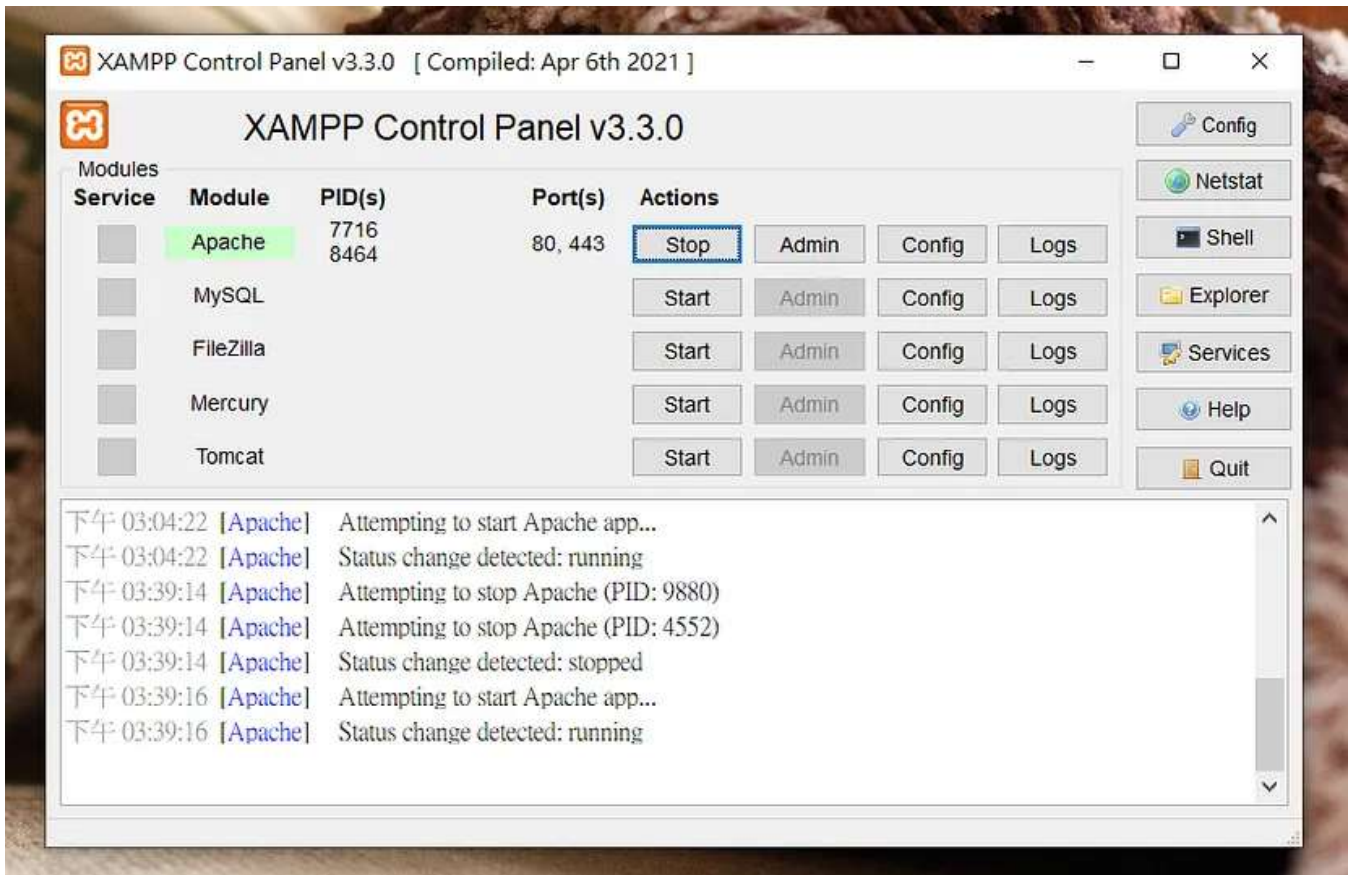 XAMPP Control Panel v3.3.0 [ Compiled: Apr 6th 2021 ]
XAMPP Control Panel v3.3.0
Config
Modules
Netstat
Service Module PID(s) Port(s) Actions
Apache 7716 8464 80, 443 Stop Admin Config Logs
Shell
MySQL Start Admin Config Logs
Explorer
FileZilla Start Admin Config Logs
Services
Mercury Start Admin Config Logs
Help
Tomcat Start Admin Config Logs
Quit
下午 03:04:22 [Apache] Attempting to start Apache app...
下午 03:04:22 [Apache] Status change detected: running
下午 03:39:14 [Apache] Attempting to stop Apache (PID: 9880)
下午 03:39:14 [Apache] Attempting to stop Apache (PID: 4552)
下午 03:39:14 [Apache] Status change detected: stopped
下午 03:39:16 [Apache] Attempting to start Apache app...
下午 03:39:16 [Apache] Status change detected: running